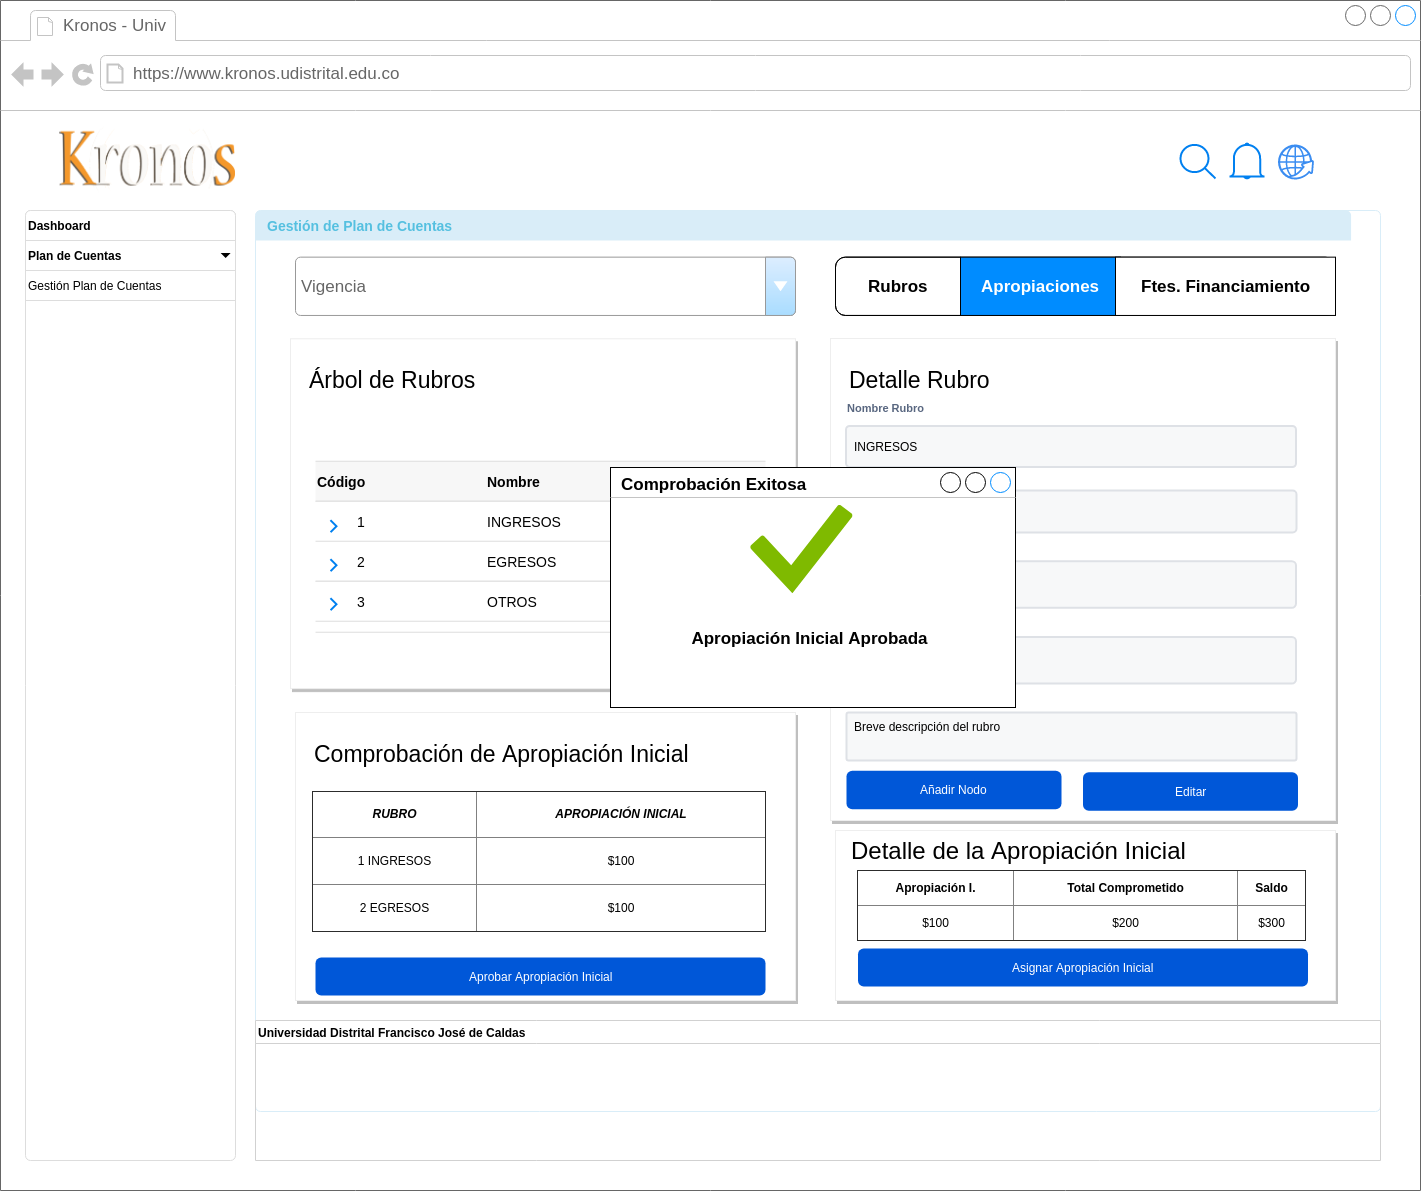 Kronos - Univ
https://www.kronos.udistrital.edu.co
Kronos
Dashboard
Plan de Cuentas
Gestión Plan de Cuentas
Gestión de Plan de Cuentas
Vigencia
Rubros Apropiaciones Ftes. Financiamiento
Árbol de Rubros
Código Nombre
1 INGRESOS
2 EGRESOS
3 OTROS
Detalle Rubro
Nombre Rubro
INGRESOS
Breve descripción del rubro
Añadir Nodo Editar
Comprobación Exitosa
Apropiación Inicial Aprobada
Comprobación de Apropiación Inicial
RUBRO APROPIACIÓN INICIAL
1 INGRESOS $100
2 EGRESOS $100
Aprobar Apropiación Inicial
Detalle de la Apropiación Inicial
Apropiación I. Total Comprometido Saldo
$100 $200 $300
Asignar Apropiación Inicial
Universidad Distrital Francisco José de Caldas